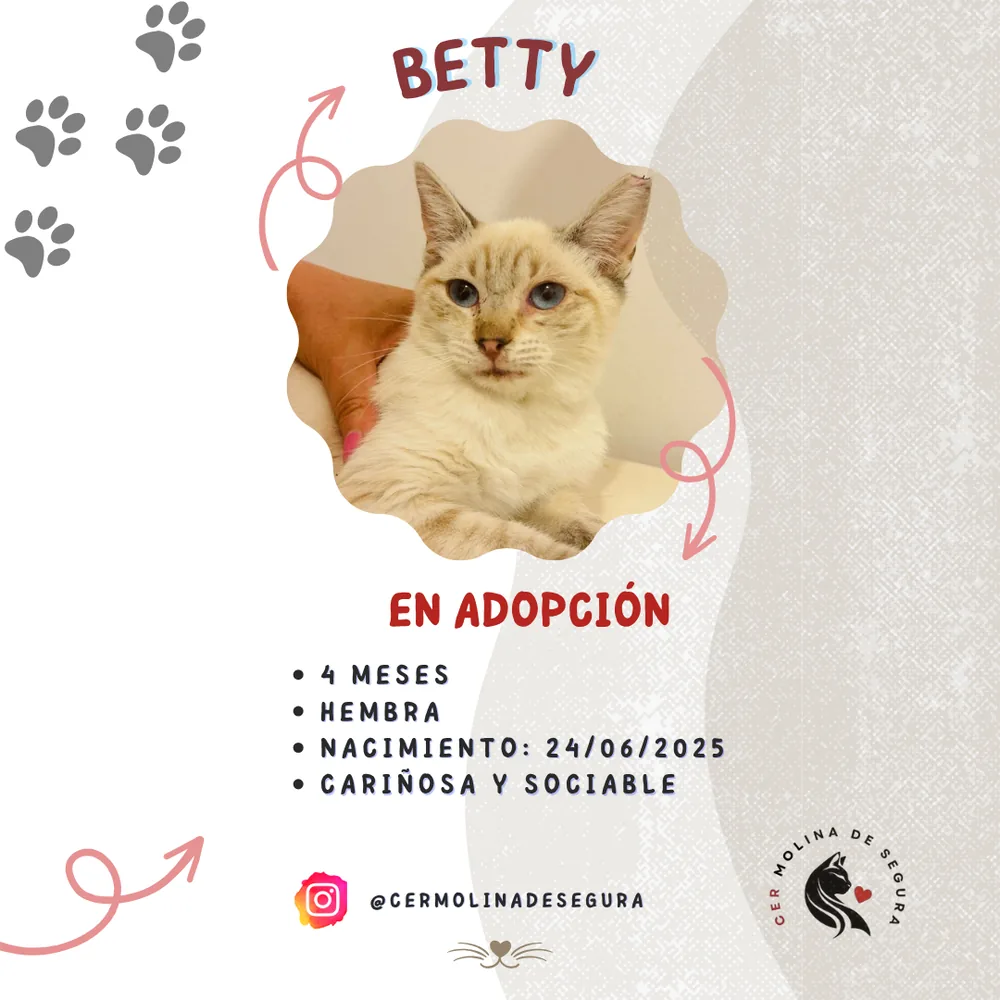 BETTY
EN ADOPCIÓN
• 4 MESES
• HEMBRA
• NACIMIENTO: 24/06/2025
• CARIÑOSA Y SOCIABLE
@CERMOLINADESEGURA
CER MOLINA DE SEGURA